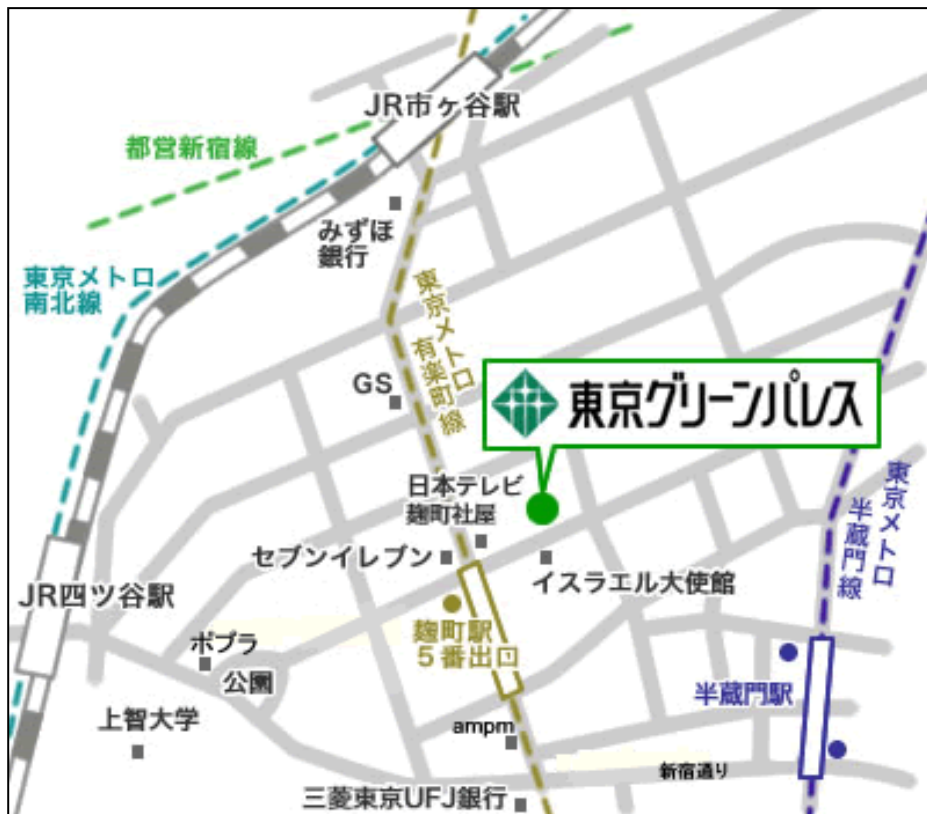 JR市ヶ谷駅
都営新宿線
みずほ
銀行
東京メトロ
南北線
東京メトロ
有楽町線
GS
東京グリーンパレス
日本テレビ
麹町社屋
東京メトロ
半蔵門線
セブンイレブン
イスラエル大使館
JR四ツ谷駅
麹町駅
5番出口
ポプラ
公園
半蔵門駅
上智大学
ampm
新宿通り
三菱東京UFJ銀行